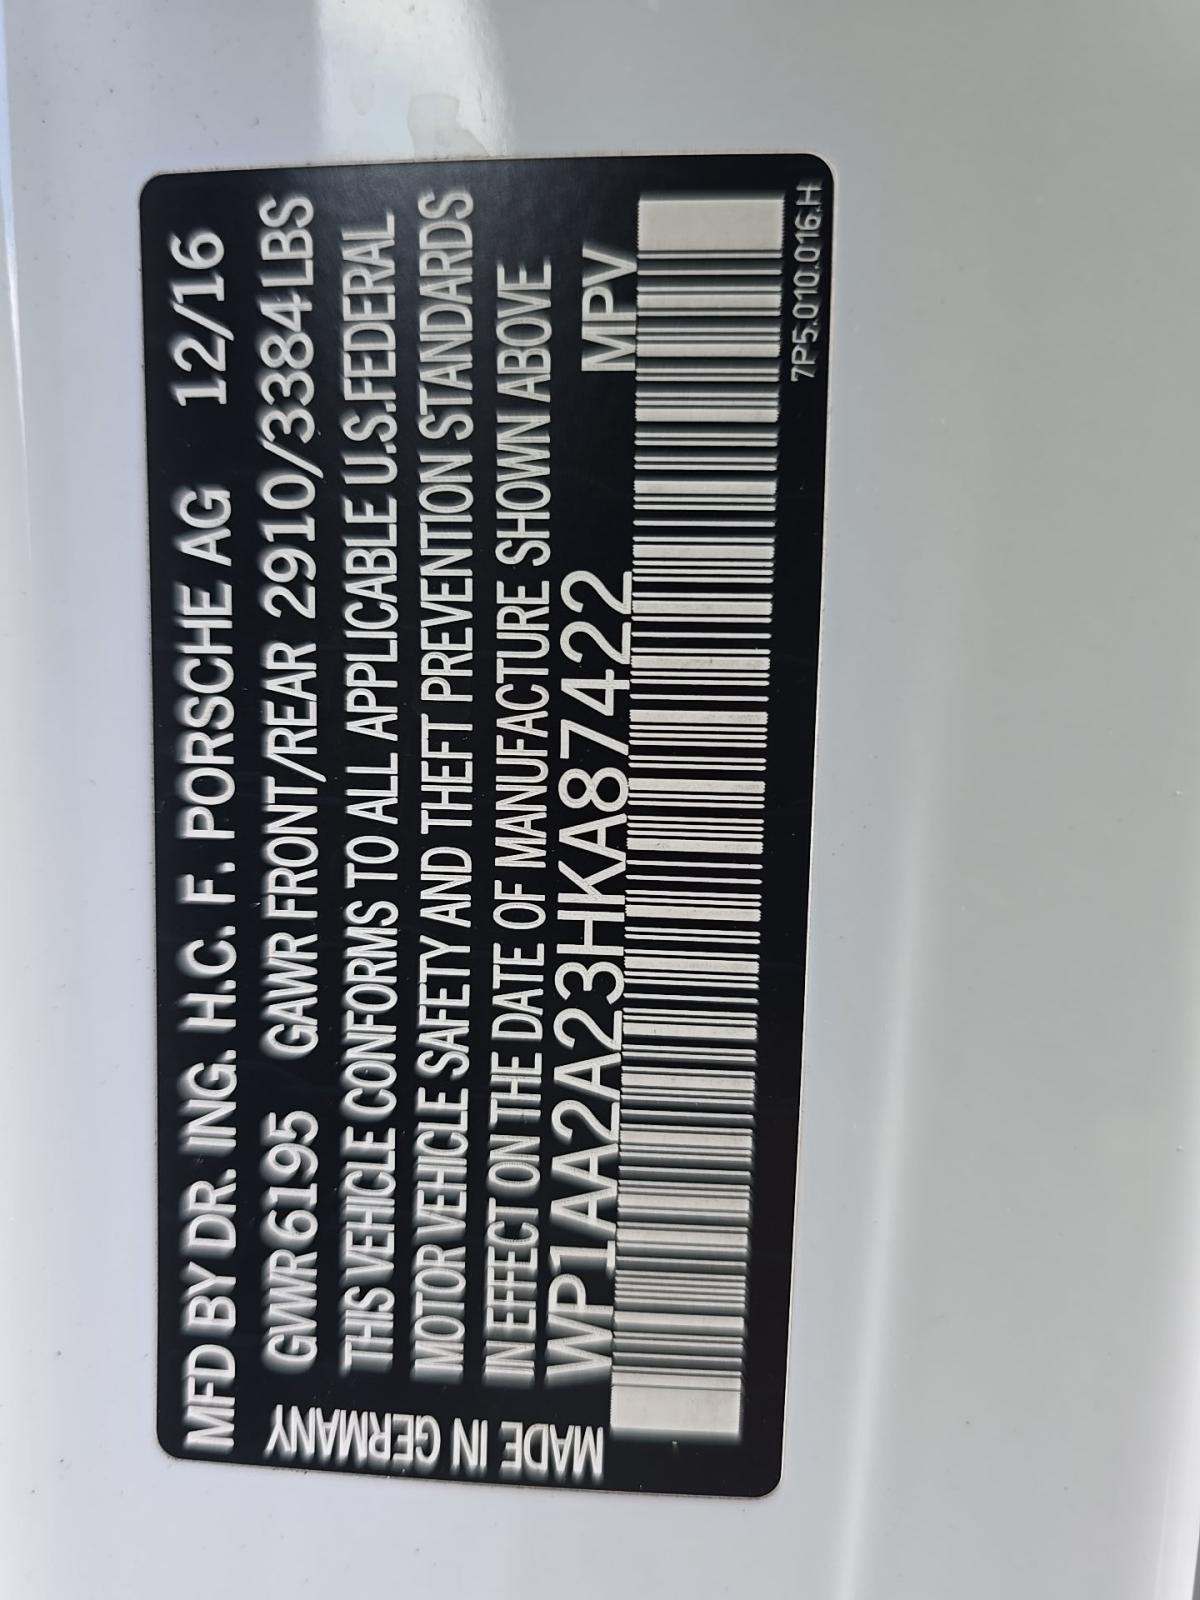 MFD BY DR. ING. H.C. F. PORSCHE AG 12/16
GVWR 6195 GAWR FRONT/REAR 2910/3384 LBS
THIS VEHICLE CONFORMS TO ALL APPLICABLE U.S.FEDERAL
MOTOR VEHICLE SAFETY AND THEFT PREVENTION STANDARDS
IN EFFECT ON THE DATE OF MANUFACTURE SHOWN ABOVE
WP1AA2A23HKA87422 MPV
MADE IN GERMANY
7P5.010.016.H